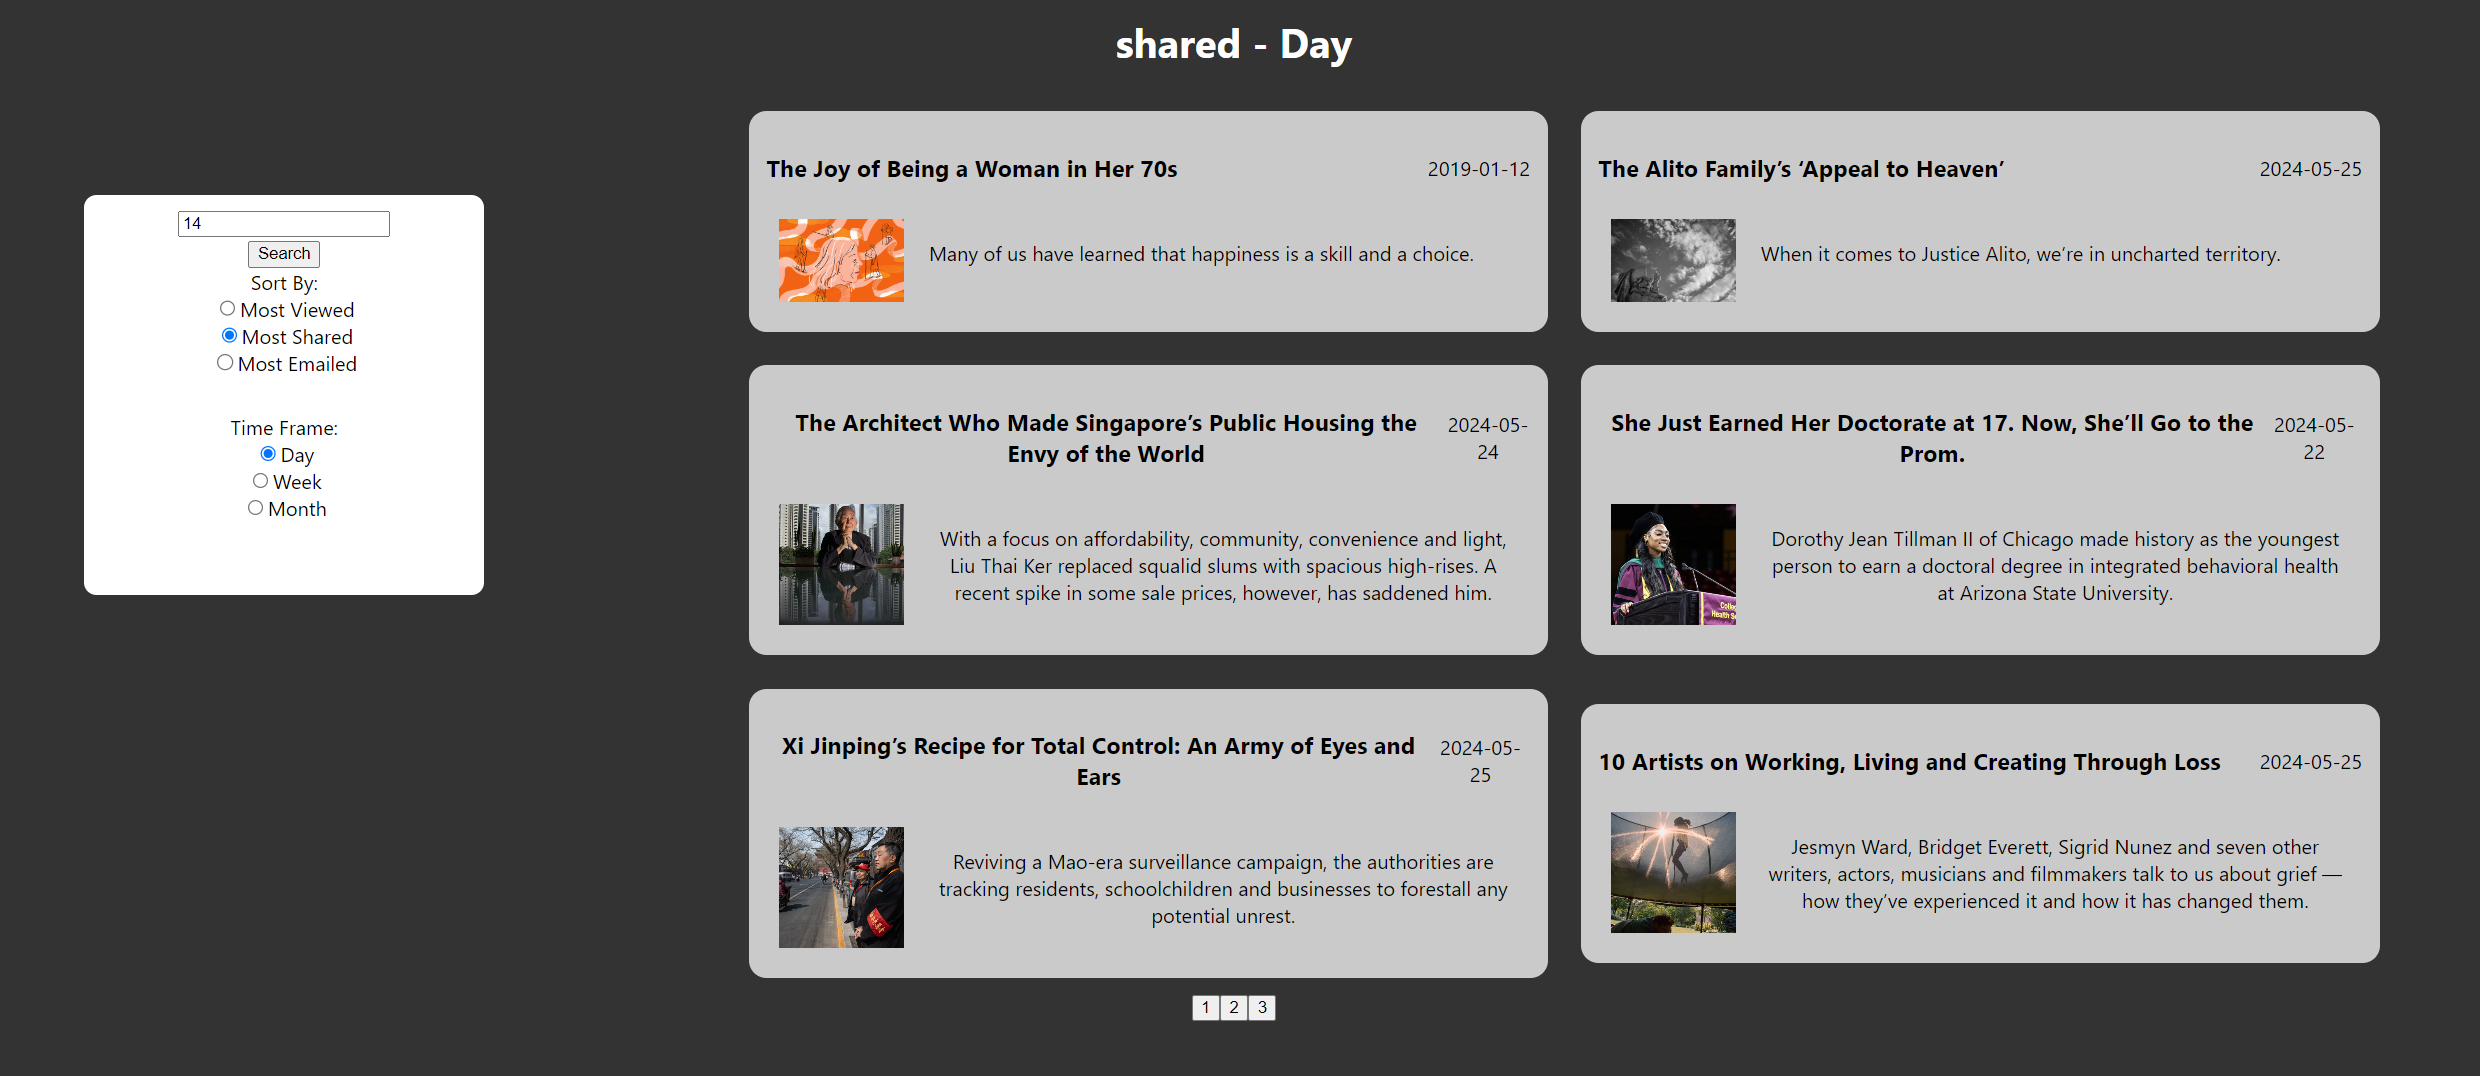 shared - Day
14
Search
Sort By:
Most Viewed
Most Shared
Most Emailed
Time Frame:
Day
Week
Month
The Joy of Being a Woman in Her 70s
2019-01-12
Many of us have learned that happiness is a skill and a choice.
The Alito Family’s ‘Appeal to Heaven’
2024-05-25
When it comes to Justice Alito, we’re in uncharted territory.
The Architect Who Made Singapore’s Public Housing the
Envy of the World
2024-05-
24
With a focus on affordability, community, convenience and light,
Liu Thai Ker replaced squalid slums with spacious high-rises. A
recent spike in some sale prices, however, has saddened him.
She Just Earned Her Doctorate at 17. Now, She’ll Go to the
Prom.
2024-05-
22
Dorothy Jean Tillman II of Chicago made history as the youngest
person to earn a doctoral degree in integrated behavioral health
at Arizona State University.
Xi Jinping’s Recipe for Total Control: An Army of Eyes and
Ears
2024-05-
25
Reviving a Mao-era surveillance campaign, the authorities are
tracking residents, schoolchildren and businesses to forestall any
potential unrest.
10 Artists on Working, Living and Creating Through Loss
2024-05-25
Jesmyn Ward, Bridget Everett, Sigrid Nunez and seven other
writers, actors, musicians and filmmakers talk to us about grief —
how they’ve experienced it and how it has changed them.
1 2 3